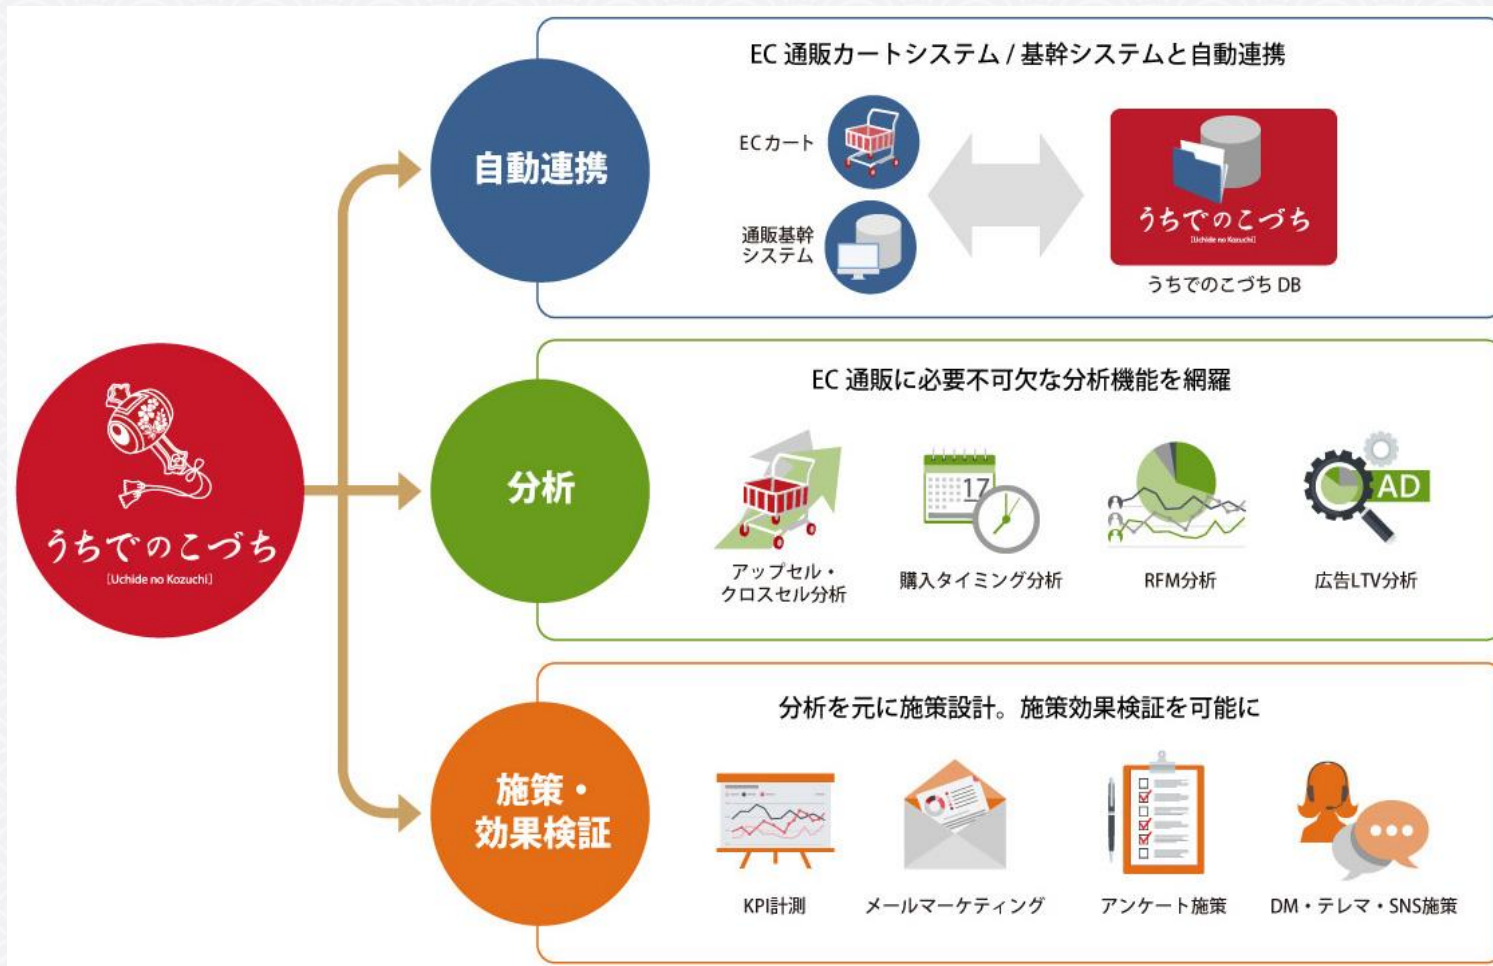 うちでのこづち
[Uchide no Kozuchi]
自動連携
EC 通販カートシステム / 基幹システムと自動連携
ECカート
通販基幹
システム
うちでのこづち
[Uchide no Kozuchi]
うちでのこづち DB
分析
EC 通販に必要不可欠な分析機能を網羅
17
AD
アップセル・
クロスセル分析
購入タイミング分析
RFM分析
広告LTV分析
施策・
効果検証
分析を元に施策設計。施策効果検証を可能に
KPI計測
メールマーケティング
アンケート施策
DM・テレマ・SNS施策